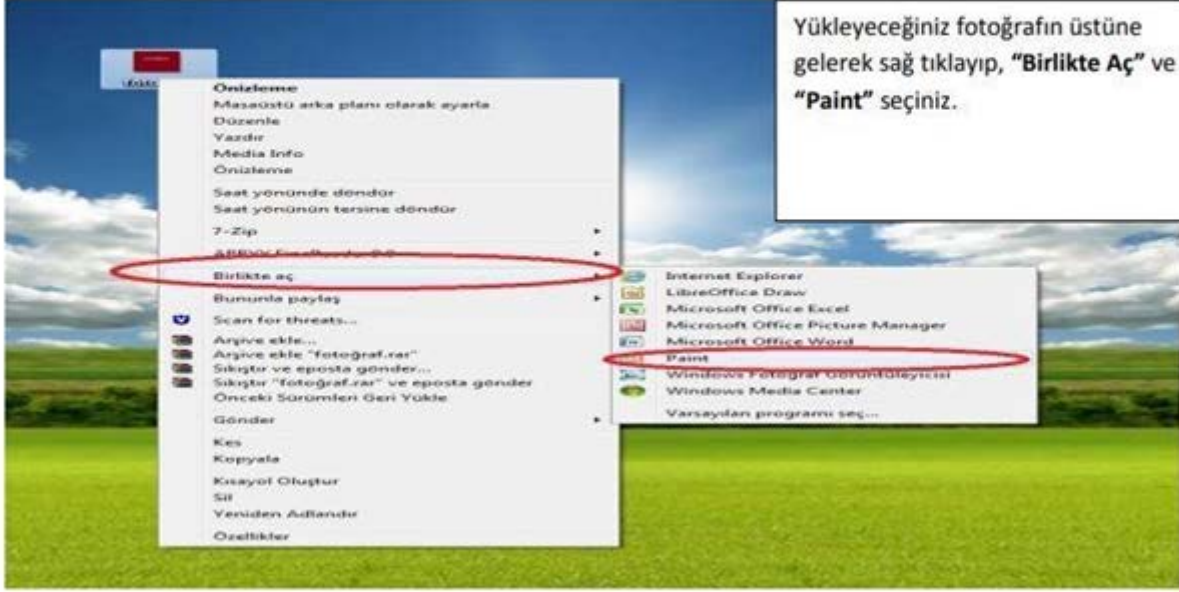 Yükleyeceğiniz fotoğrafın üstüne
gelerek sağ tıklayıp, “Birlikte Aç” ve
“Paint” seçiniz.
Önizleme
Masaüstü arka planı olarak ayarla
Düzenle
Yazdır
Media Info
Önizleme
Saat yönünde döndür
Saat yönünün tersine döndür
7-Zip
Birlikte aç
Bununla paylaş
Scan for threats...
Arşive ekle...
Arşive ekle "fotoğraf.rar"
Sıkıştır ve eposta gönder...
Sıkıştır "fotoğraf.rar" ve eposta gönder
Önceki Sürümleri Geri Yükle
Gönder
Kes
Kopyala
Kısayol Oluştur
Sil
Yeniden Adlandır
Özellikler
Internet Explorer
LibreOffice Draw
Microsoft Office Excel
Microsoft Office Picture Manager
Microsoft Office Word
Paint
Windows Fotoğraf Görüntüleyicisi
Windows Media Center
Varsayılan programı seç...